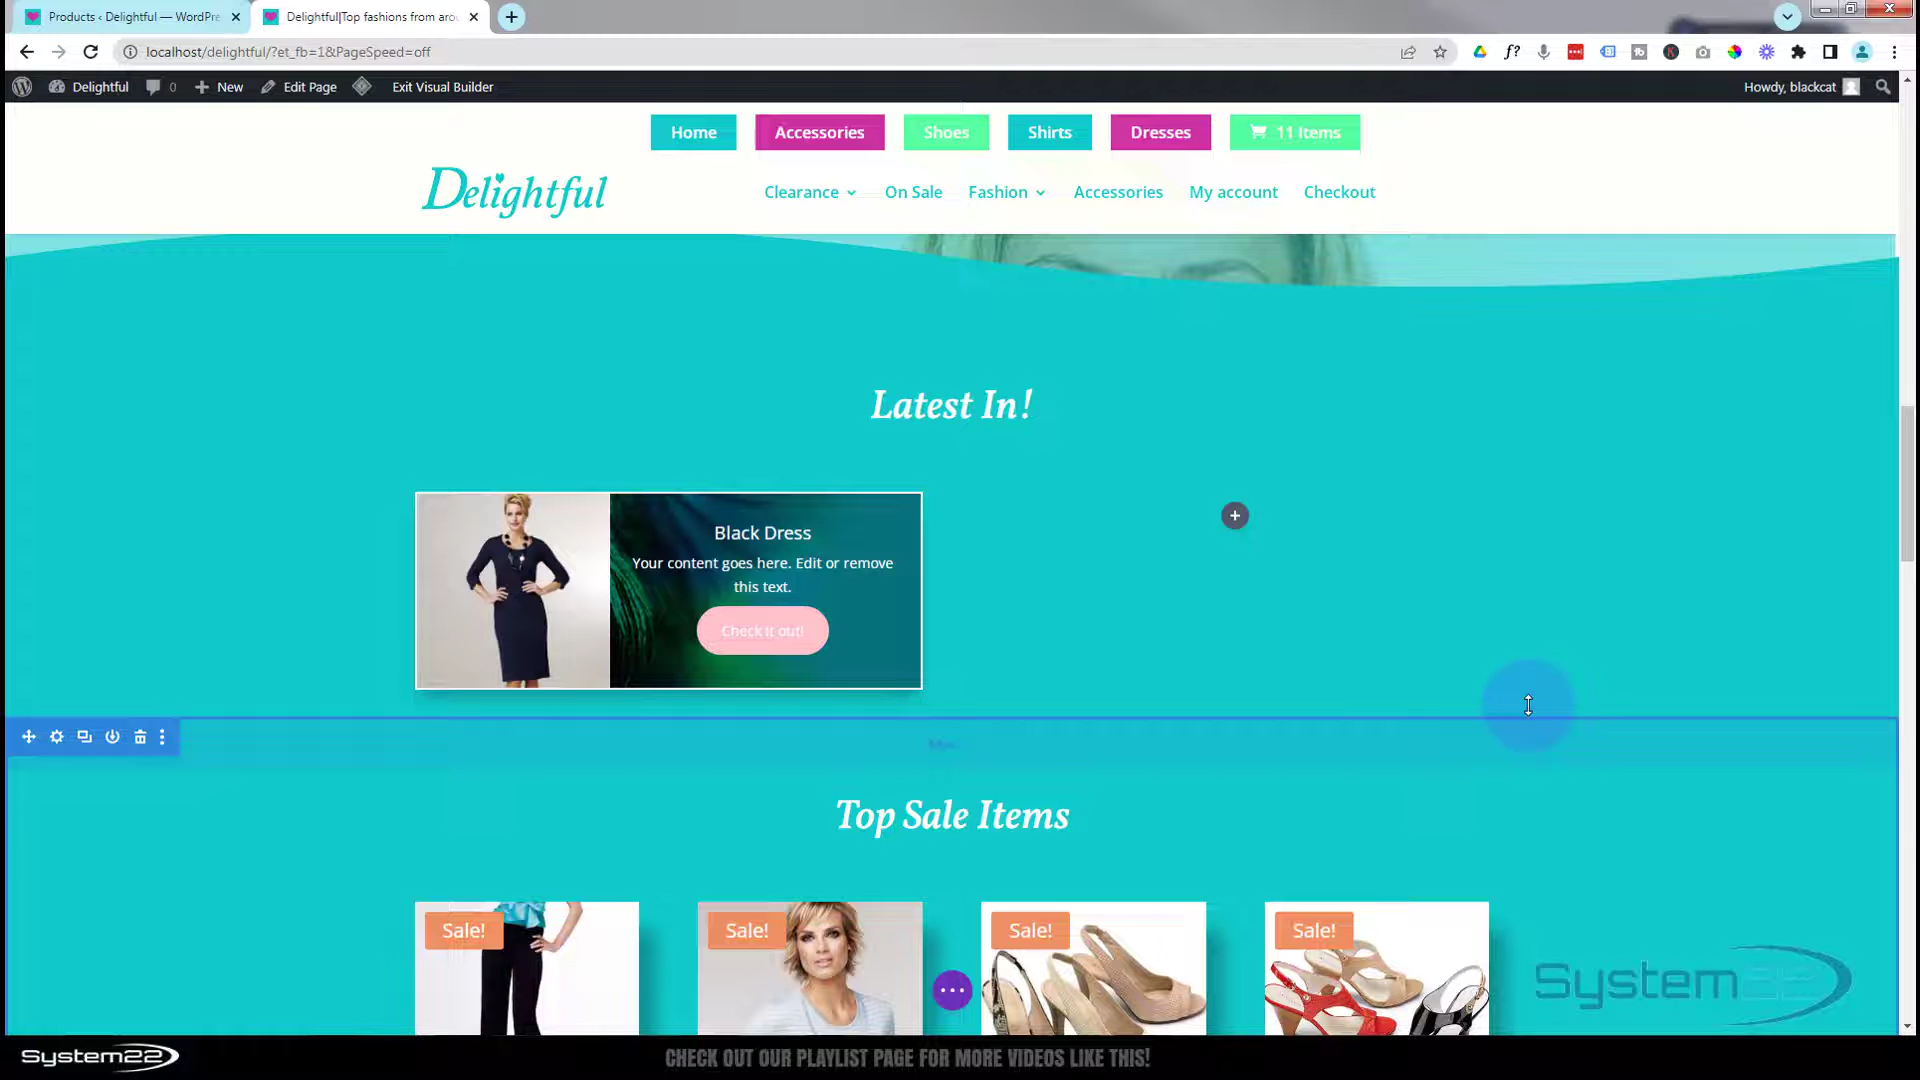 Products ‹ Delightful — WordPre
Delightful|Top fashions from arou
localhost/delightful/?et_fb=1&PageSpeed=off
Delightful
0
New
Edit Page
Exit Visual Builder
Howdy, blackcat
Home
Accessories
Shoes
Shirts
Dresses
11 Items
Delightful
Clearance
On Sale
Fashion
Accessories
My account
Checkout
Latest In!
Black Dress
Your content goes here. Edit or remove
this text.
Check it out!
Top Sale Items
Sale!
Sale!
Sale!
Sale!
System22
System22
CHECK OUT OUR PLAYLIST PAGE FOR MORE VIDEOS LIKE THIS!